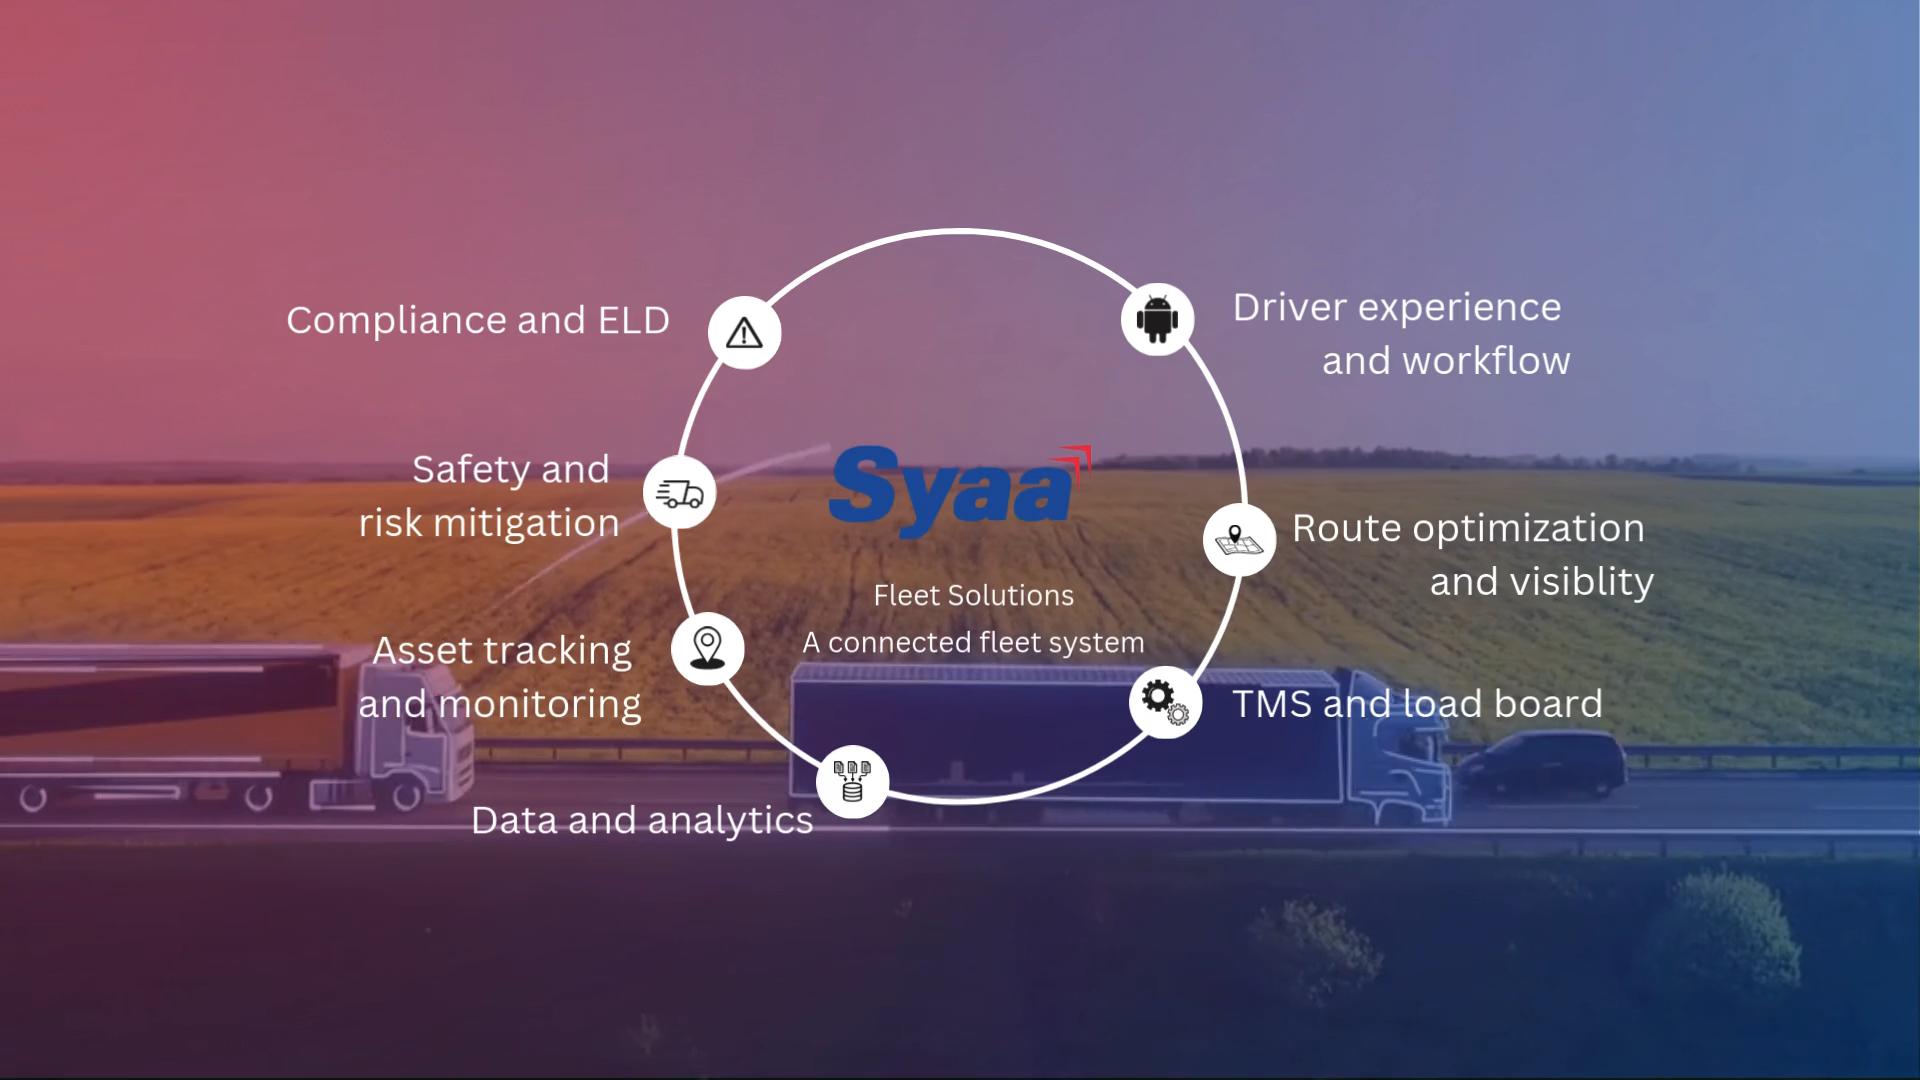 Compliance and ELD
Driver experience
and workflow
Safety and
risk mitigation
Syaa
Route optimization
and visiblity
Fleet Solutions
A connected fleet system
Asset tracking
and monitoring
TMS and load board
Data and analytics